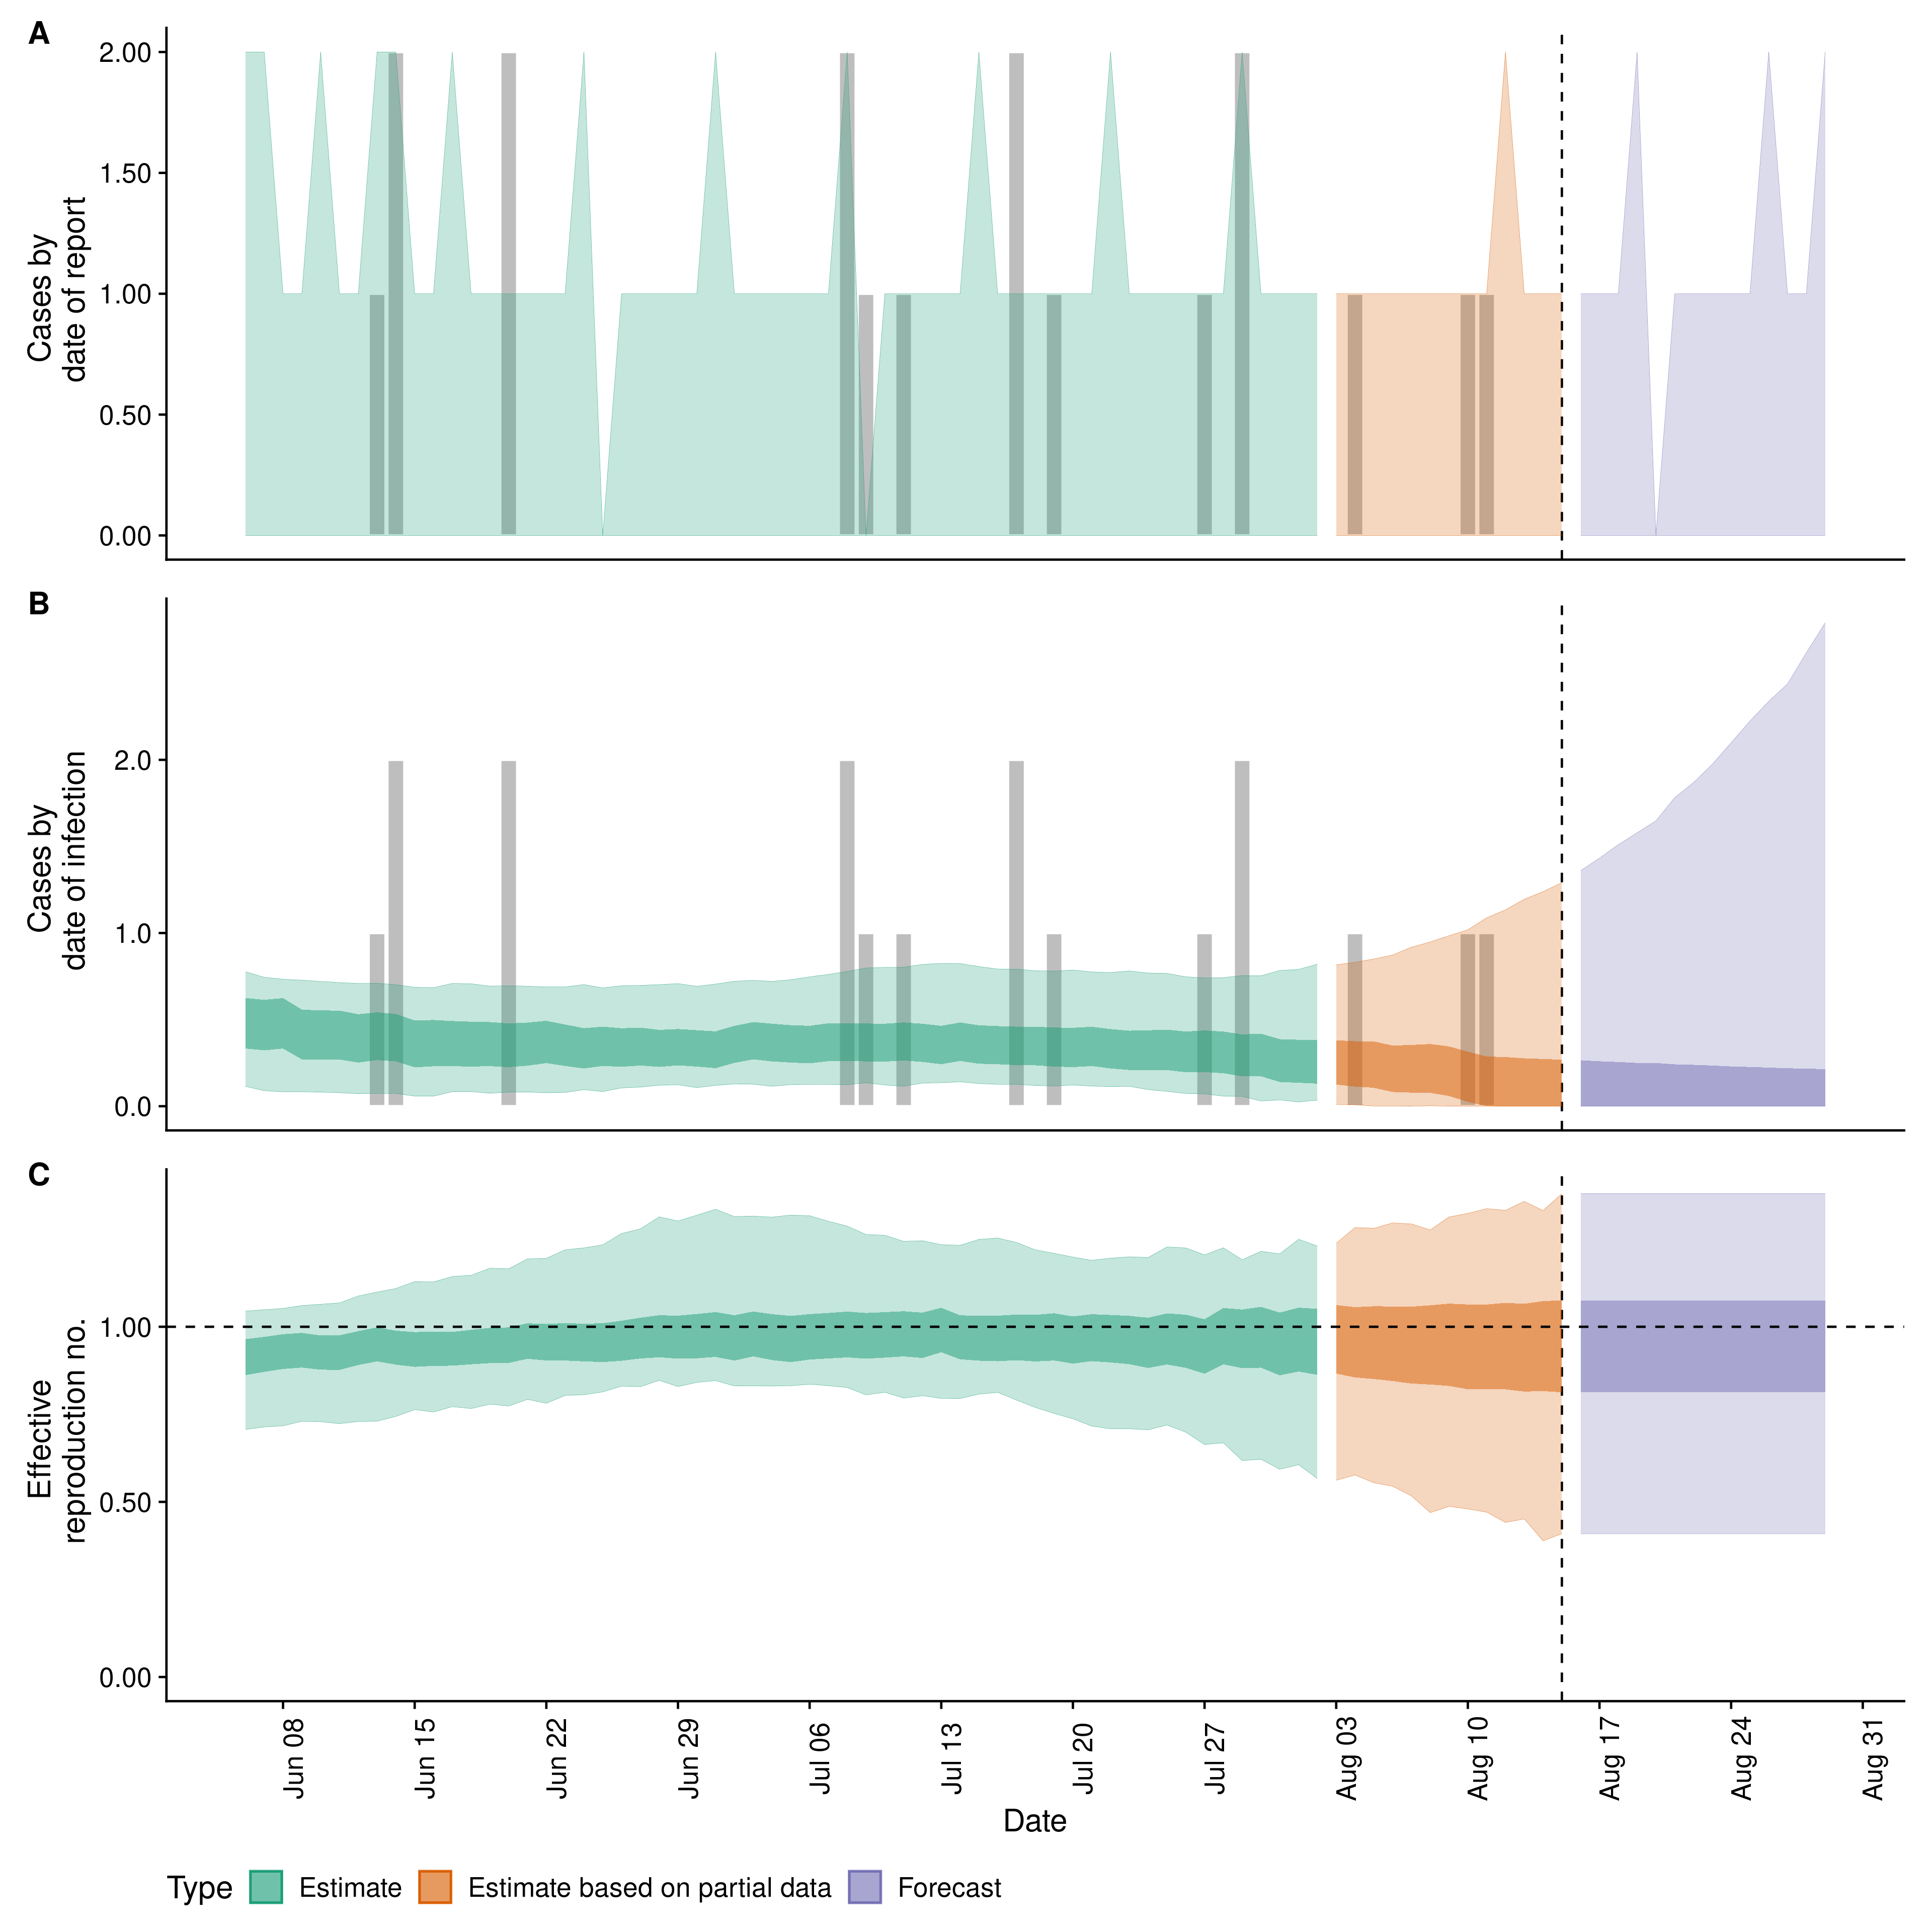 A
Cases by
date of report
2.00
1.50
1.00
0.50
0.00
B
Cases by
date of infection
2.0
1.0
0.0
C
Effective
reproduction no.
1.00
0.50
0.00
Jun 08
Jun 15
Jun 22
Jun 29
Jul 06
Jul 13
Jul 20
Jul 27
Aug 03
Aug 10
Aug 17
Aug 24
Aug 31
Date
Type Estimate Estimate based on partial data Forecast